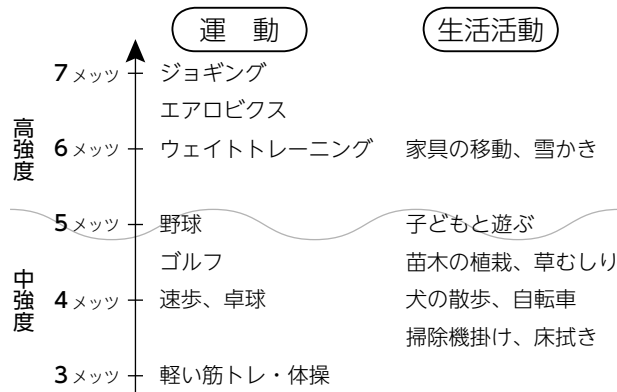 運 動 生活活動
7メッツ ジョギング
エアロビクス
6メッツ ウェイトトレーニング 家具の移動、雪かき
高強度
5メッツ 野球 子どもと遊ぶ
ゴルフ 苗木の植栽、草むしり
4メッツ 速歩、卓球 犬の散歩、自転車
中強度
掃除機掛け、床拭き
3メッツ 軽い筋トレ・体操